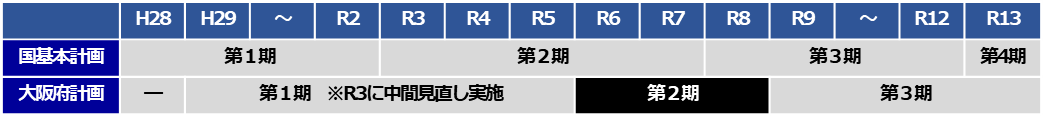 H28 H29 ～ R2 R3 R4 R5 R6 R7 R8 R9 ～ R12 R13
国基本計画 第１期 第２期 第３期 第4期
大阪府計画 ― 第１期 ※R3に中間見直し実施 第２期 第３期